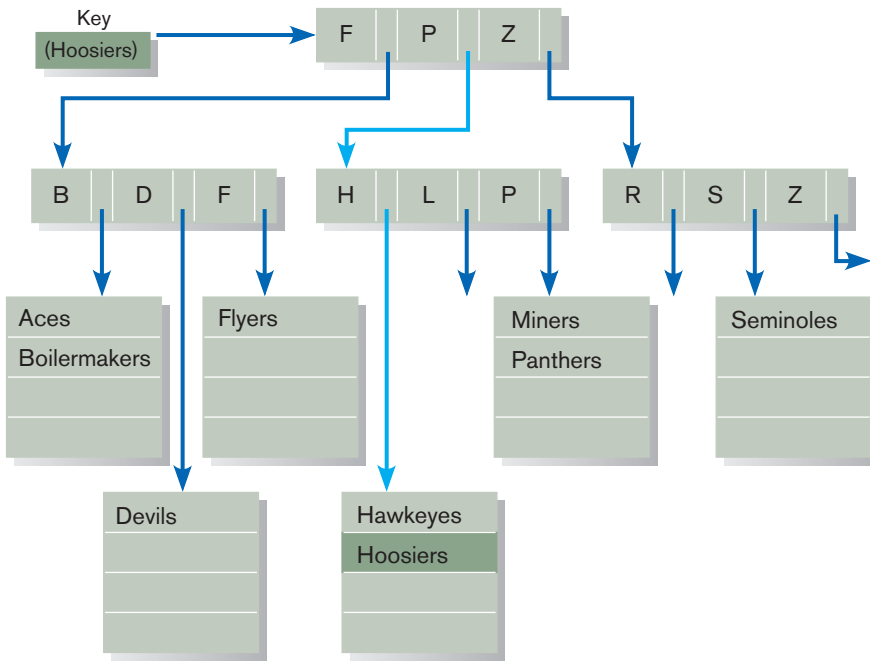 Key
(Hoosiers)
F P Z
B D F
H L P
R S Z
Aces
Boilermakers
Flyers
Miners
Panthers
Seminoles
Devils
Hawkeyes
Hoosiers